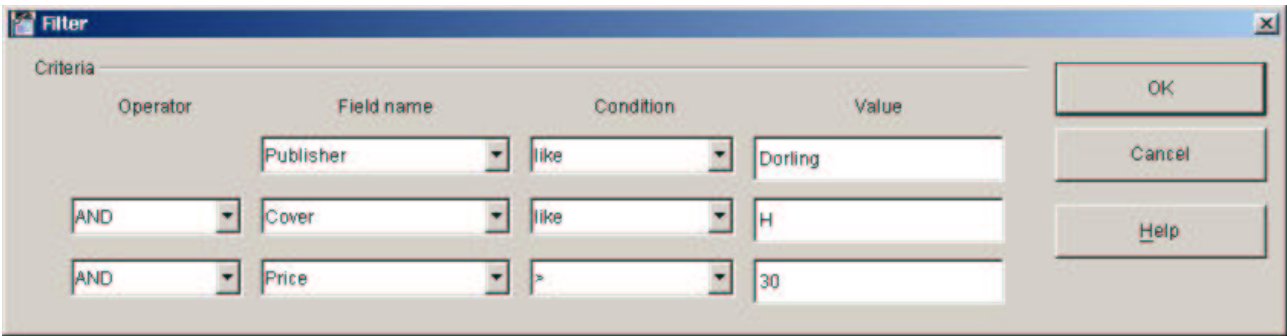 Filter
Criteria
OK
Operator Field name Condition Value
Publisher like Dorling
Cancel
AND Cover like H
Help
AND Price > 30